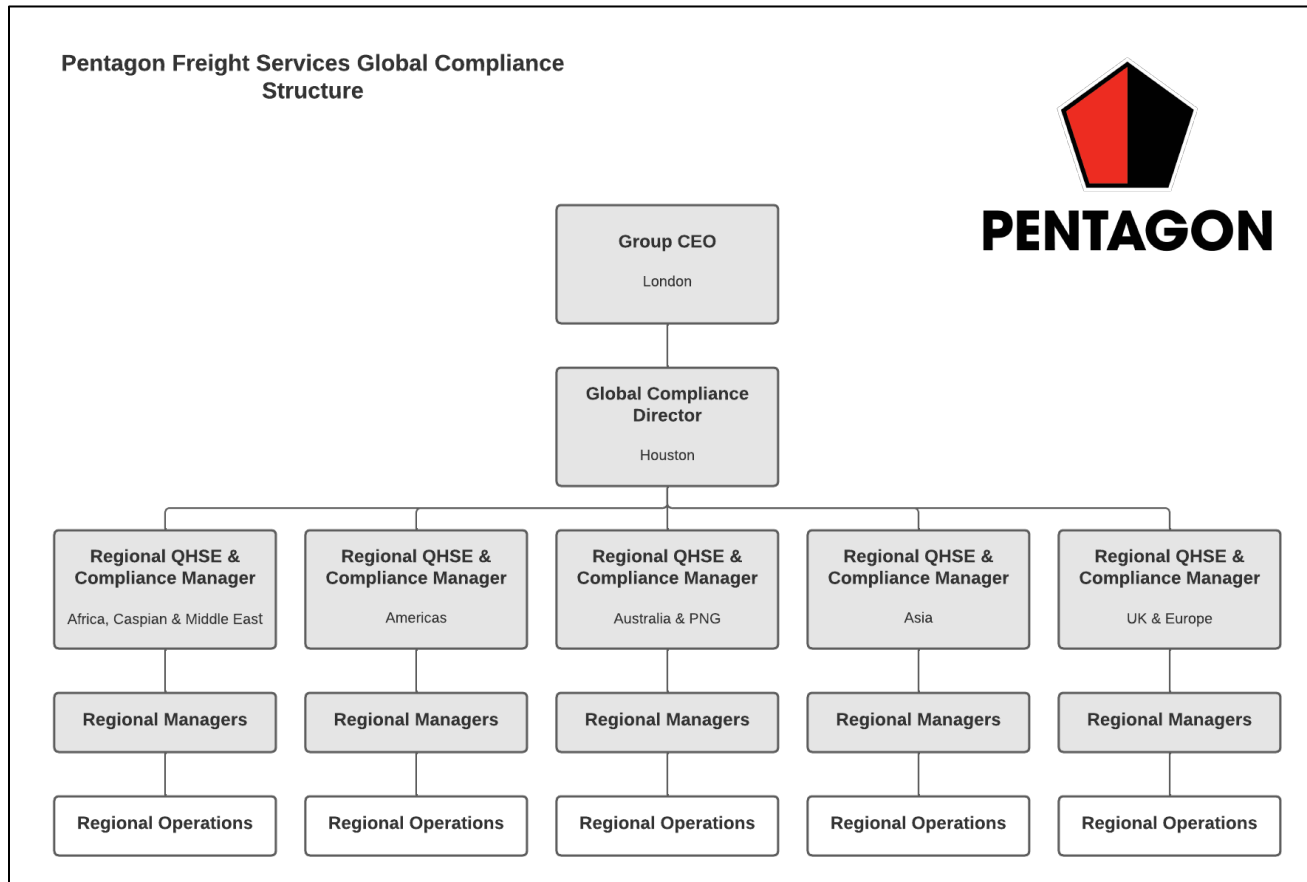 Pentagon Freight Services Global Compliance
Structure
PENTAGON
Group CEO
London
Global Compliance
Director
Houston
Regional QHSE &
Compliance Manager
Africa, Caspian & Middle East
Regional QHSE &
Compliance Manager
Americas
Regional QHSE &
Compliance Manager
Australia & PNG
Regional QHSE &
Compliance Manager
Asia
Regional QHSE &
Compliance Manager
UK & Europe
Regional Managers
Regional Managers
Regional Managers
Regional Managers
Regional Managers
Regional Operations
Regional Operations
Regional Operations
Regional Operations
Regional Operations